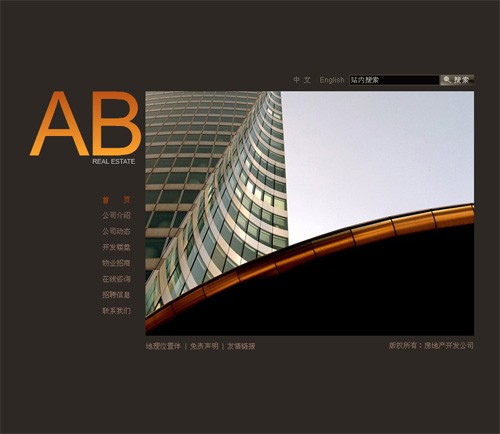 中 文 English 站内搜索 搜索
AB
REAL ESTATE
首 页
公司介绍
公司动态
开发楼盘
物业招商
在线咨询
招聘信息
联系我们
地理位置体 | 免责声明 | 友情链接 版权所有：房地产开发公司